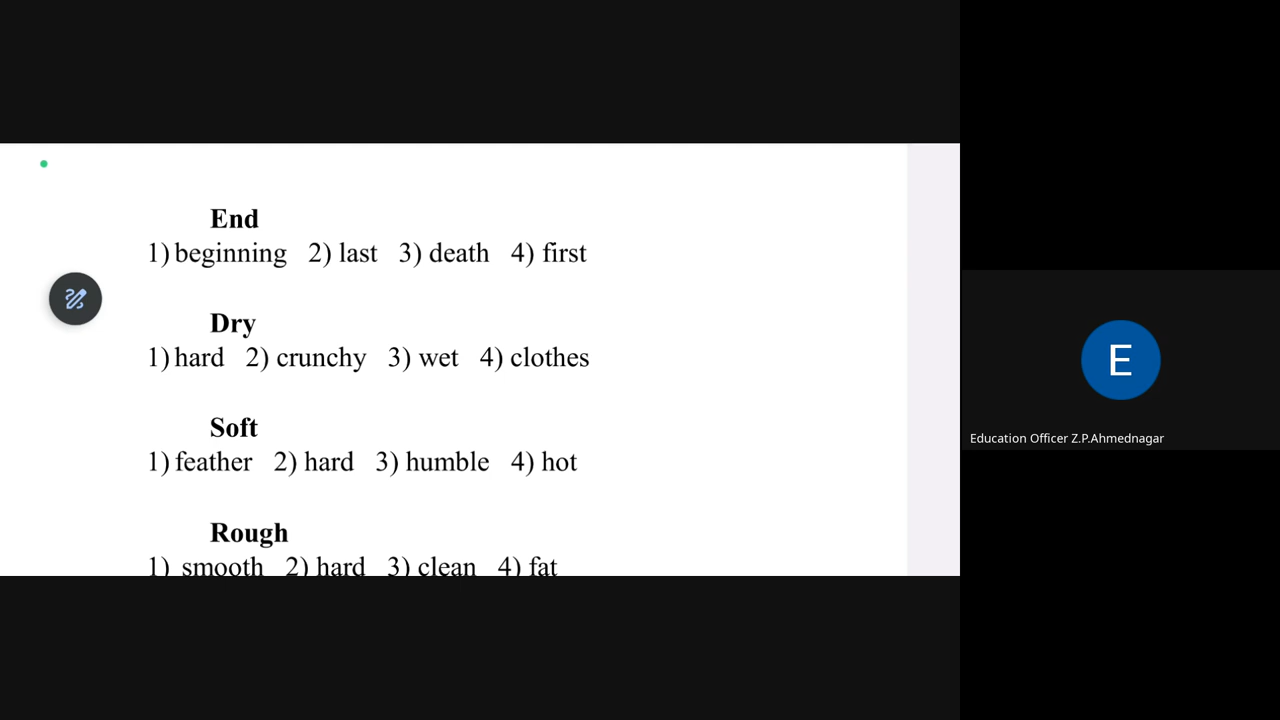 End
1) beginning 2) last 3) death 4) first
Dry
1) hard 2) crunchy 3) wet 4) clothes
Soft
1) feather 2) hard 3) humble 4) hot
Rough
1) smooth 2) hard 3) clean 4) fat
E
Education Officer Z.P.Ahmednagar